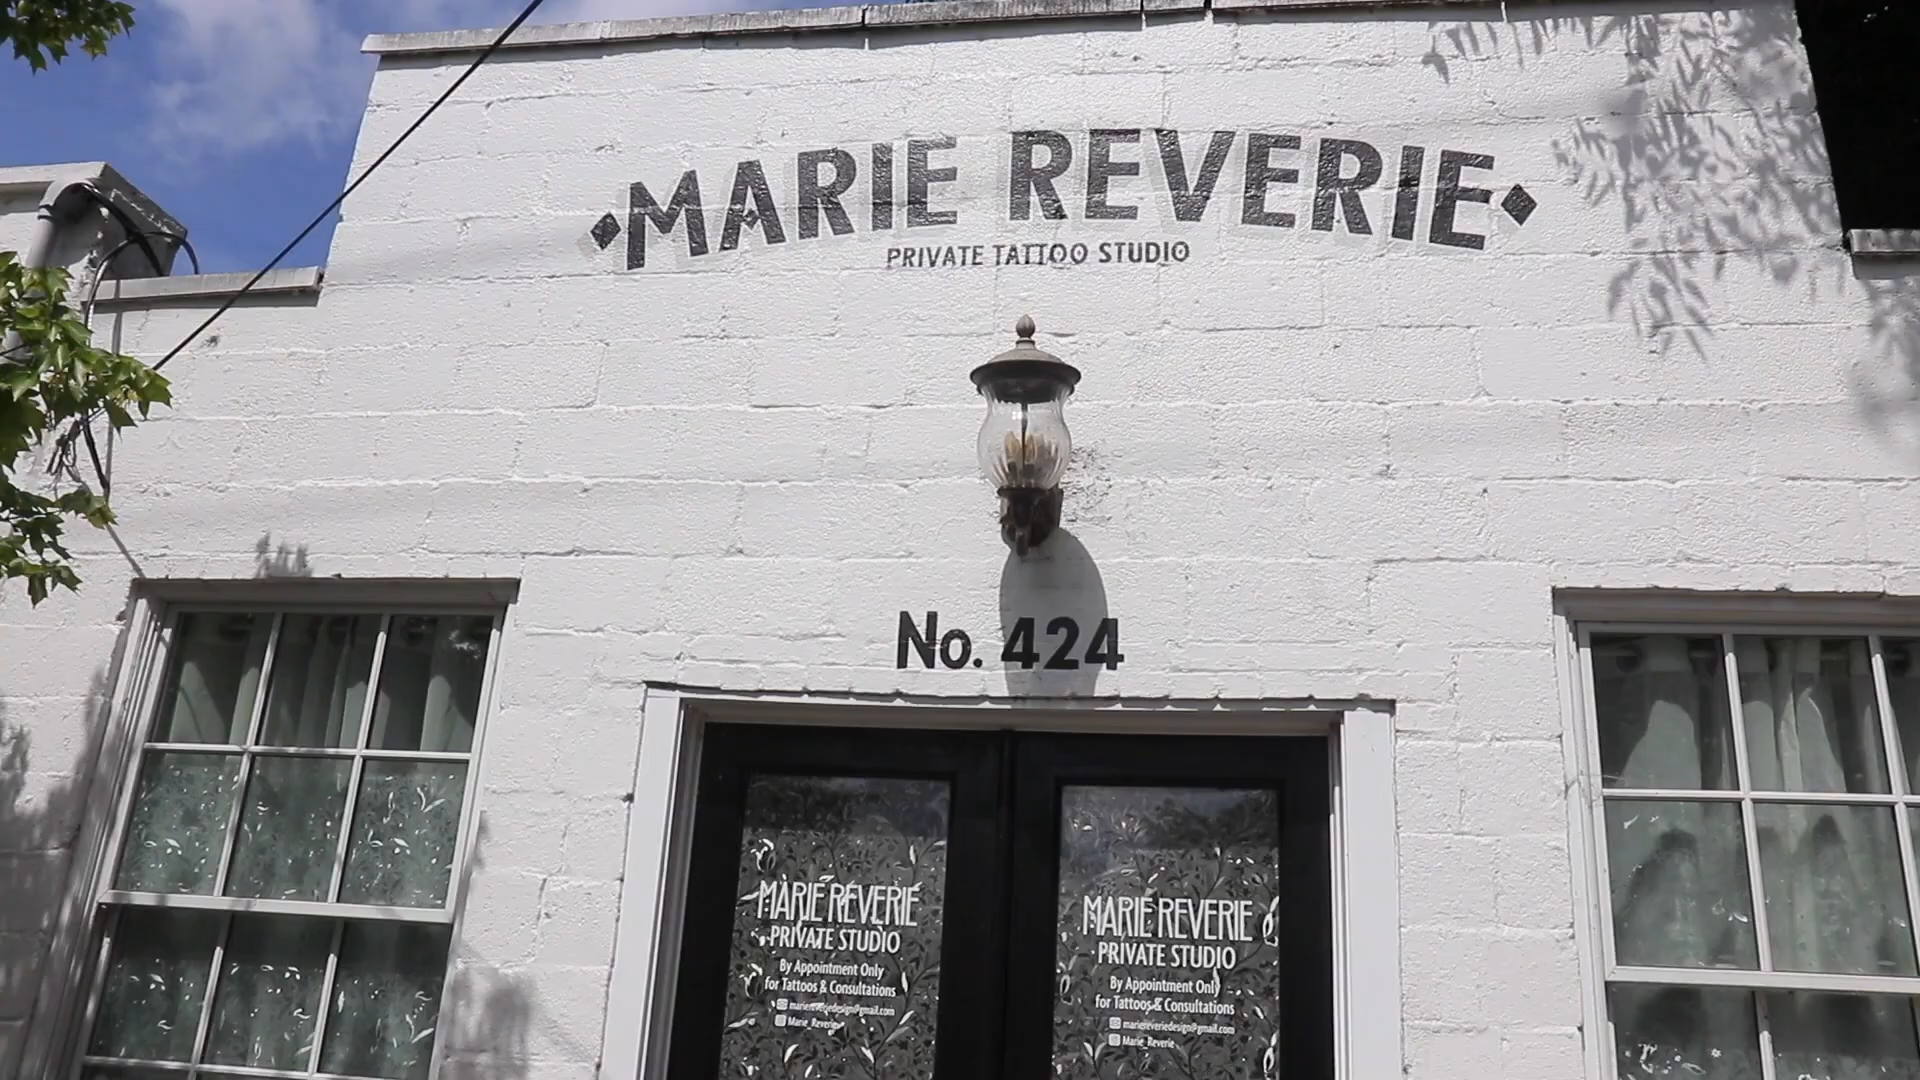 MARIE REVERIE
PRIVATE TATTOO STUDIO
No. 424
MARIE REVERIE
PRIVATE STUDIO
By Appointment Only
for Tattoos & Consultations
mariereveriedesign@gmail.com
Marie_Reverie
MARIE REVERIE
PRIVATE STUDIO
By Appointment Only
for Tattoos & Consultations
mariereveriedesign@gmail.com
Marie_Reverie